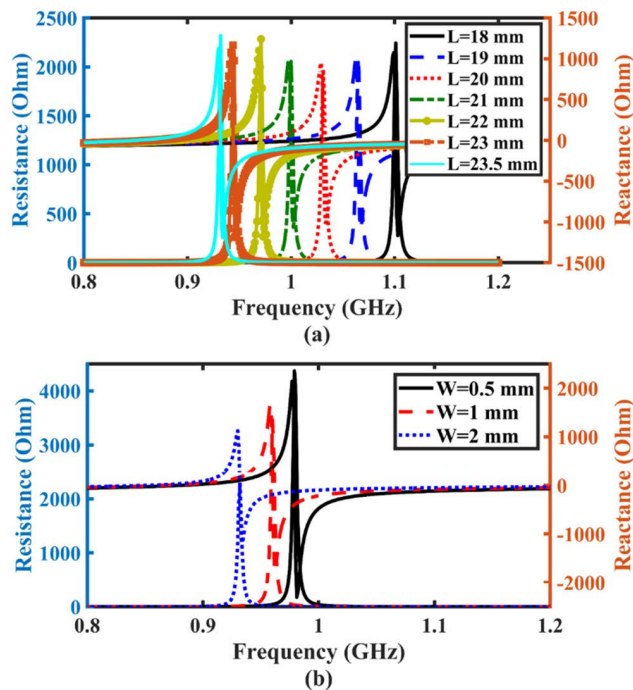 2500
2000
1500
1000
500
0
Resistance (Ohm)
1500
1000
500
0
-500
-1000
-1500
Reactance (Ohm)
L=18 mm
L=19 mm
L=20 mm
L=21 mm
L=22 mm
L=23 mm
L=23.5 mm
0.8 0.9 1 1.1 1.2
Frequency (GHz)
(a)
4000
3000
2000
1000
0
Resistance (Ohm)
2000
1000
0
-1000
-2000
Reactance (Ohm)
W=0.5 mm
W=1 mm
W=2 mm
0.8 0.9 1 1.1 1.2
Frequency (GHz)
(b)